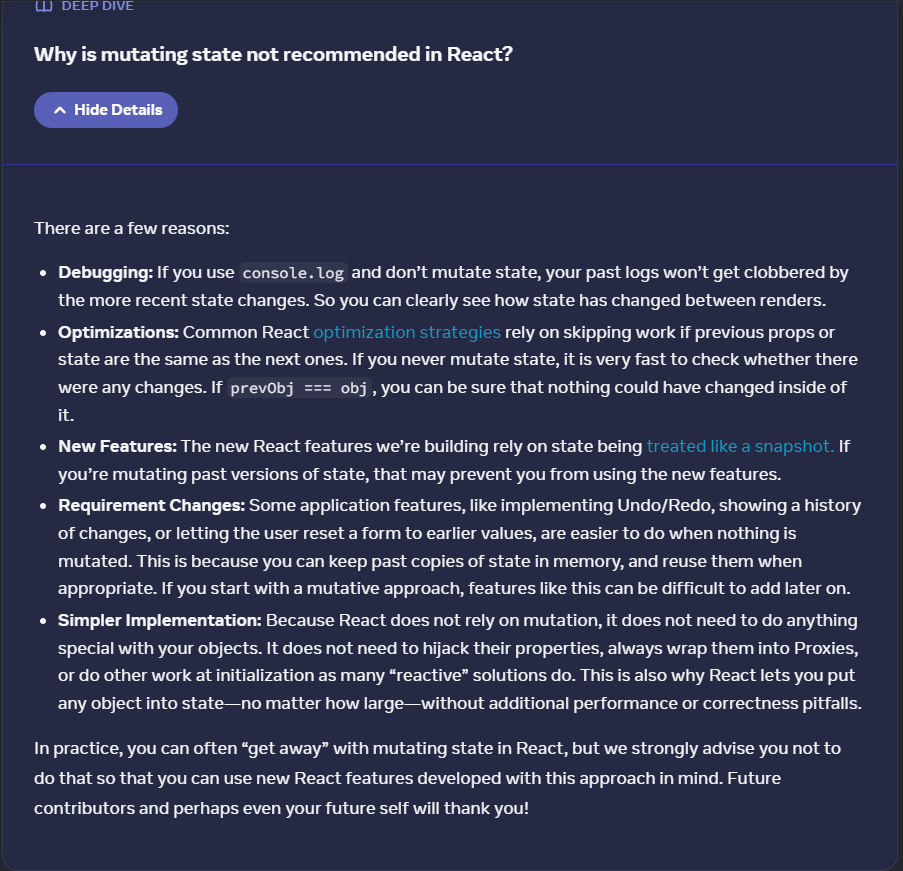 DEEP DIVE
Why is mutating state not recommended in React?
Hide Details
There are a few reasons:
• Debugging: If you use console.log and don’t mutate state, your past logs won’t get clobbered by
the more recent state changes. So you can clearly see how state has changed between renders.
• Optimizations: Common React optimization strategies rely on skipping work if previous props or
state are the same as the next ones. If you never mutate state, it is very fast to check whether there
were any changes. If prevObj === obj, you can be sure that nothing could have changed inside of
it.
• New Features: The new React features we’re building rely on state being treated like a snapshot. If
you’re mutating past versions of state, that may prevent you from using the new features.
• Requirement Changes: Some application features, like implementing Undo/Redo, showing a history
of changes, or letting the user reset a form to earlier values, are easier to do when nothing is
mutated. This is because you can keep past copies of state in memory, and reuse them when
appropriate. If you start with a mutative approach, features like this can be difficult to add later on.
• Simpler Implementation: Because React does not rely on mutation, it does not need to do anything
special with your objects. It does not need to hijack their properties, always wrap them into Proxies,
or do other work at initialization as many “reactive” solutions do. This is also why React lets you put
any object into state—no matter how large—without additional performance or correctness pitfalls.
In practice, you can often “get away” with mutating state in React, but we strongly advise you not to
do that so that you can use new React features developed with this approach in mind. Future
contributors and perhaps even your future self will thank you!